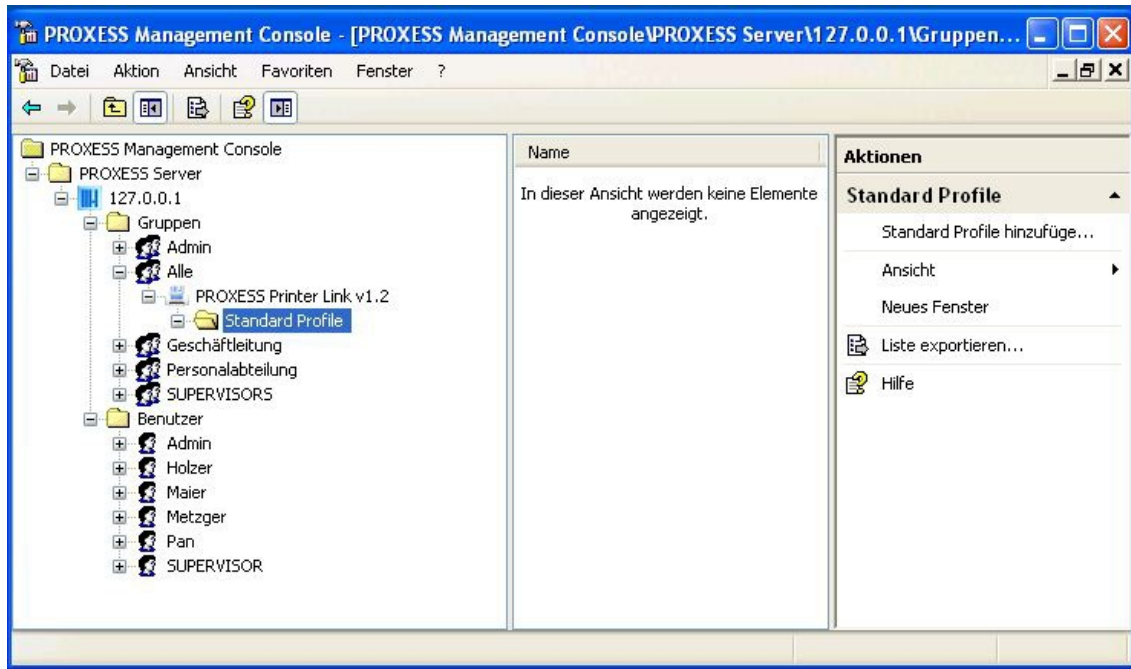 PROXESS Management Console - [PROXESS Management Console\PROXESS Server\127.0.0.1\Gruppen...
Datei Aktion Ansicht Favoriten Fenster ?
PROXESS Management Console
PROXESS Server
127.0.0.1
Gruppen
Admin
Alle
PROXESS Printer Link v1.2
Standard Profile
Geschäftleitung
Personalabteilung
SUPERVISORS
Benutzer
Admin
Holzer
Maier
Metzger
Pan
SUPERVISOR
Name
In dieser Ansicht werden keine Elemente
angezeigt.
Aktionen
Standard Profile
Standard Profile hinzufüge...
Ansicht
Neues Fenster
Liste exportieren...
Hilfe